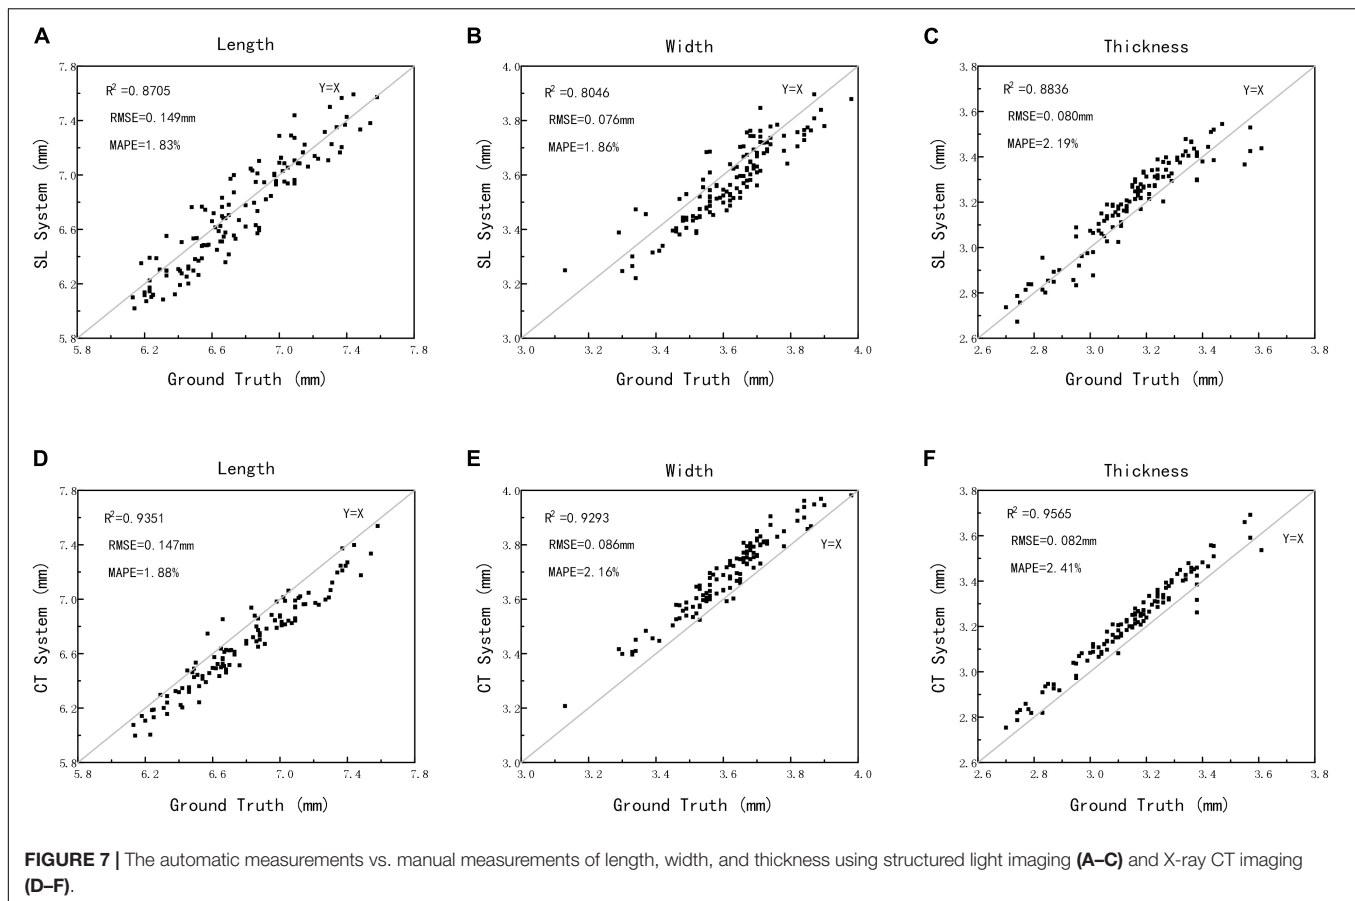 A
Length
7.8
7.4
7.0
6.6
6.2
5.8
SL System (mm)
R2 =0.8705
RMSE=0.149mm
MAPE=1.83%
Y=X
5.8 6.2 6.6 7.0 7.4 7.8
Ground Truth (mm)
B
Width
4.0
3.8
3.6
3.4
3.2
3.0
SL System (mm)
R2 =0.8046
RMSE=0.076mm
MAPE=1.86%
Y=X
3.0 3.2 3.4 3.6 3.8 4.0
Ground Truth (mm)
C
Thickness
3.8
3.6
3.4
3.2
3.0
2.8
2.6
SL System (mm)
R2 =0.8836
RMSE=0.080mm
MAPE=2.19%
Y=X
2.6 2.8 3.0 3.2 3.4 3.6 3.8
Ground Truth (mm)
D
Length
7.8
7.4
7.0
6.6
6.2
5.8
CT System (mm)
R2=0.9351
RMSE=0.147mm
MAPE=1.88%
Y=X
5.8 6.2 6.6 7.0 7.4 7.8
Ground Truth (mm)
E
Width
4.0
3.8
3.6
3.4
3.2
3.0
CT System (mm)
R2 =0.9293
RMSE=0.086mm
MAPE=2.16%
Y=X
3.0 3.2 3.4 3.6 3.8 4.0
Ground Truth (mm)
F
Thickness
3.8
3.6
3.4
3.2
3.0
2.8
2.6
CT System (mm)
R2 =0.9565
RMSE=0.082mm
MAPE=2.41%
Y=X
2.6 2.8 3.0 3.2 3.4 3.6 3.8
Ground Truth (mm)
FIGURE 7 | The automatic measurements vs. manual measurements of length, width, and thickness using structured light imaging (A–C) and X-ray CT imaging
(D–F).